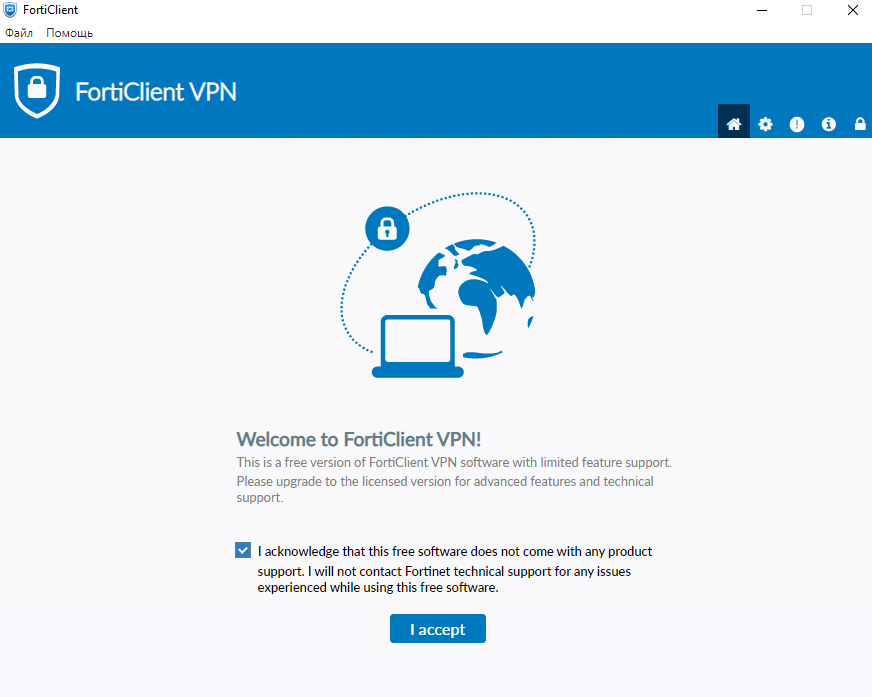 FortiClient
Файл Помощь
FortiClient VPN
Welcome to FortiClient VPN!
This is a free version of FortiClient VPN software with limited feature support.
Please upgrade to the licensed version for advanced features and technical
support.
I acknowledge that this free software does not come with any product
support. I will not contact Fortinet technical support for any issues
experienced while using this free software.
I accept